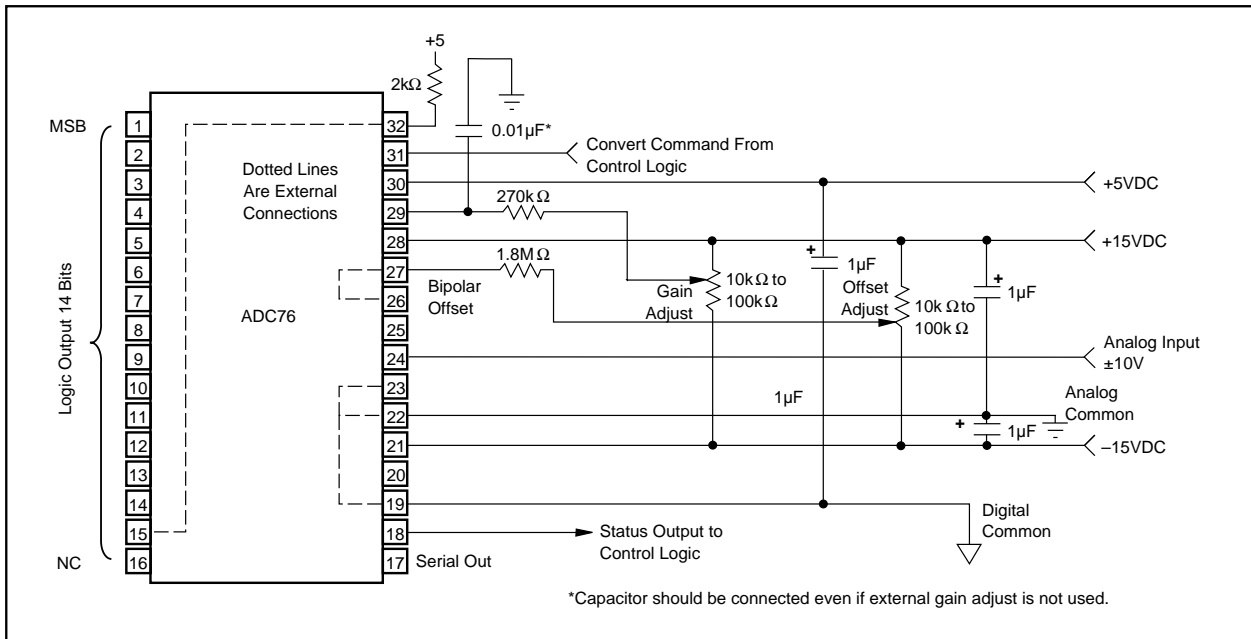 +5
2kΩ
0.01µF*
MSB
1
2
3
4
5
6
7
8
9
10
11
12
13
14
15
16
NC
Logic Output 14 Bits
Dotted Lines
Are External
Connections
ADC76
32
31
30
29
28
27
26
25
24
23
22
21
20
19
18
17
Convert Command From
Control Logic
+5VDC
270kΩ
+15VDC
1.8MΩ
Bipolar
Offset
Gain
Adjust
10kΩ to
100kΩ
+
1µF
Offset
Adjust
10kΩ to
100kΩ
+
1µF
Analog Input
±10V
1µF
Analog
Common
+
1µF
–15VDC
Digital
Common
Status Output to
Control Logic
Serial Out
*Capacitor should be connected even if external gain adjust is not used.